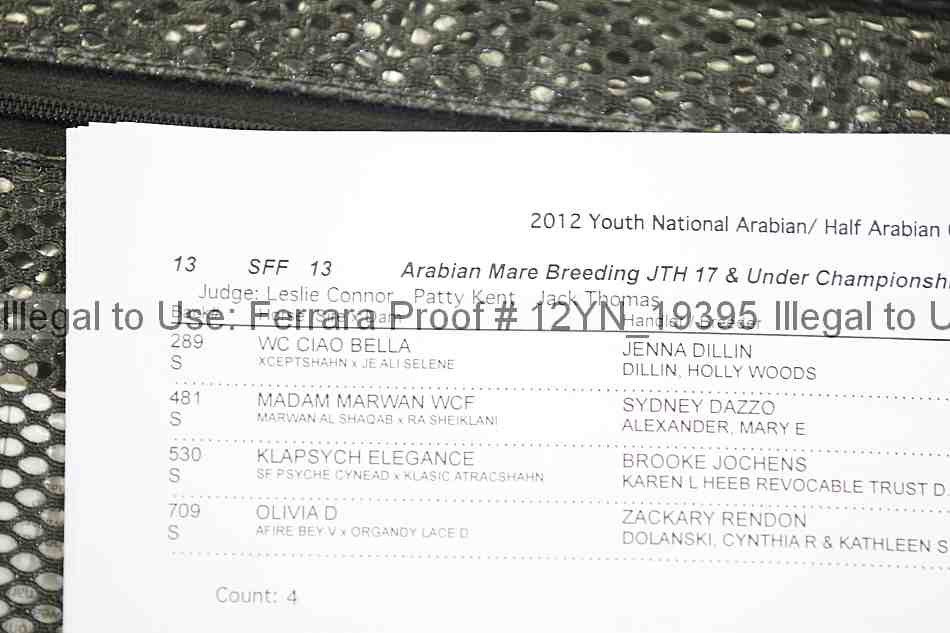 2012 Youth National Arabian/ Half Arabian
13 SFF 13 Arabian Mare Breeding JTH 17 & Under Championshi
Judge: Leslie Connor Patty Kent Jack Thomas
Illegal to Use: Ferrara Proof # 12YN_19395 Illegal to U
289 WC CIAO BELLA JENNA DILLIN
S XCEPTSHAHN x JE ALI SELENE DILLIN, HOLLY WOODS
481 MADAM MARWAN WCF SYDNEY DAZZO
S MARWAN AL SHAQAB x RA SHEIKLANI ALEXANDER, MARY E
530 KLAPSYCH ELEGANCE BROOKE JOCHENS
S SF PSYCHE CYNEAD x KLASIC ATRACSHAHN KAREN L HEEB REVOCABLE TRUST D
709 OLIVIA D ZACKARY RENDON
S AFIRE BEY V x ORGANDY LACE D DOLANSKI, CYNTHIA R & KATHLEEN S
Count: 4